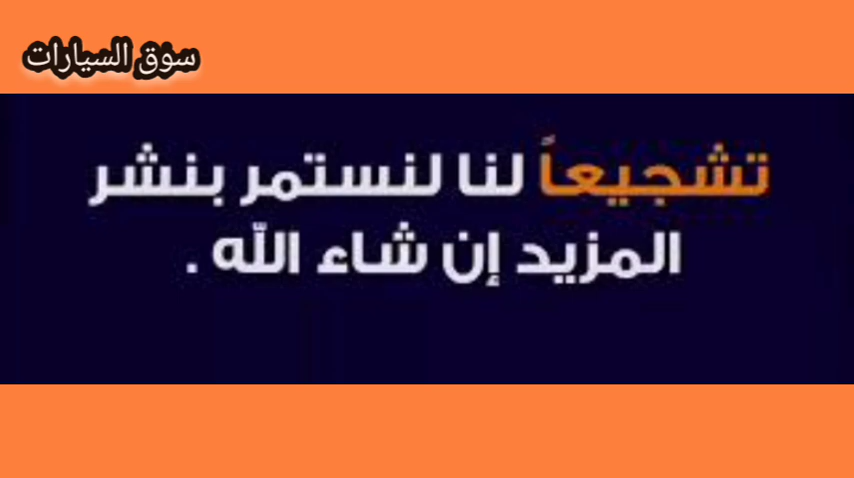 سوق السيارات
تشجيعاً لنا لنستمر بنشر
المزيد إن شاء الله .